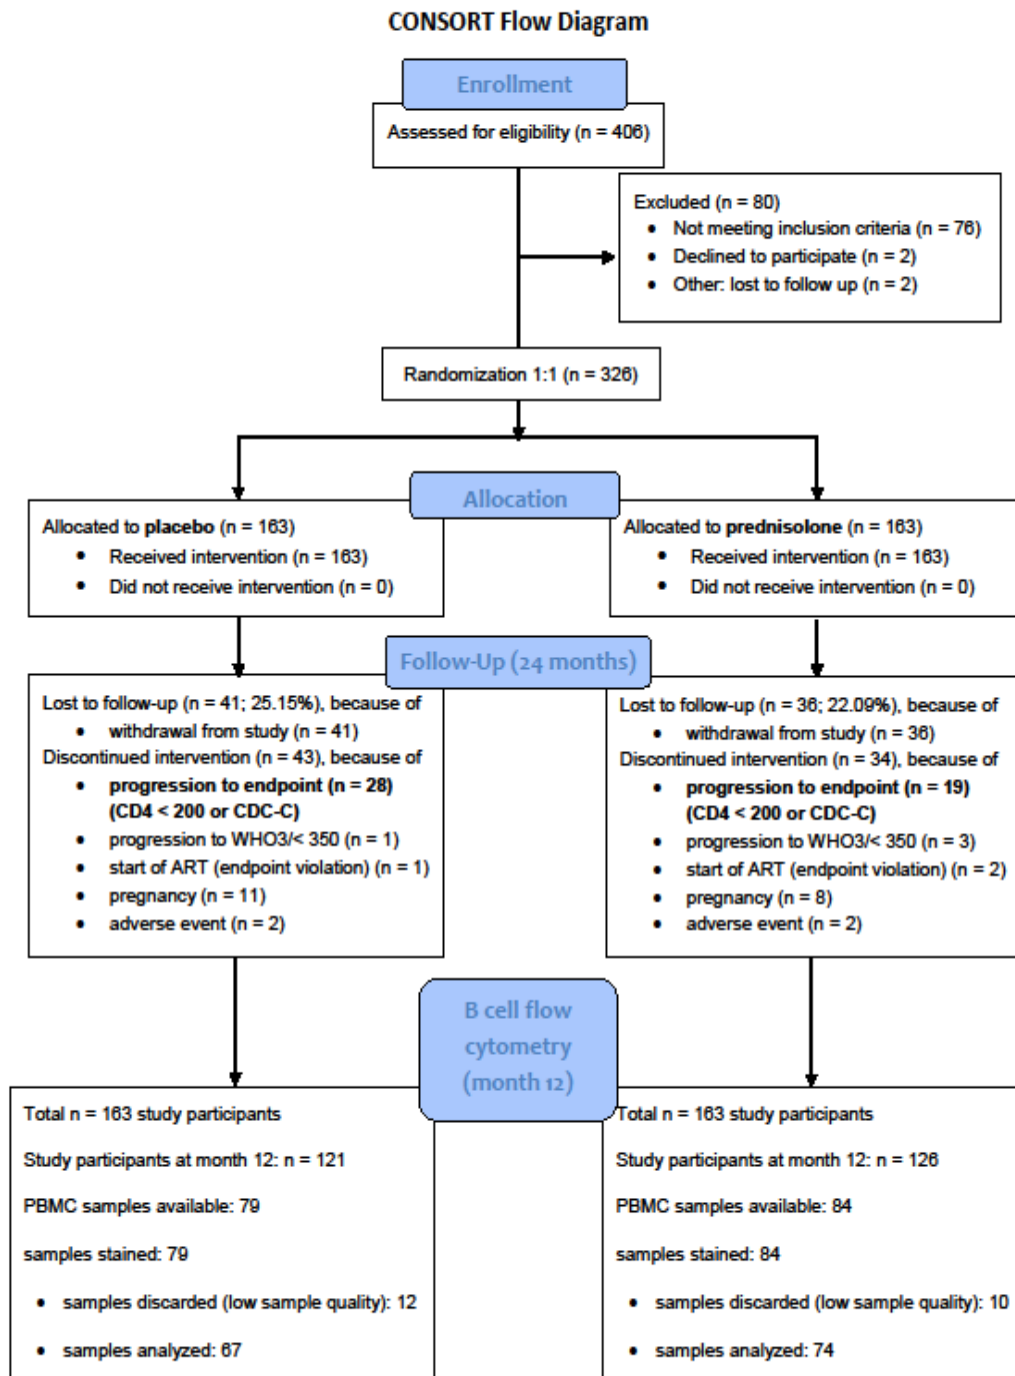 CONSORT Flow Diagram
Enrollment
Assessed for eligibility (n = 406)
Excluded (n = 80)
• Not meeting inclusion criteria (n = 76)
• Declined to participate (n = 2)
• Other: lost to follow up (n = 2)
Randomization 1:1 (n = 326)
Allocation
Allocated to placebo (n = 163)
• Received intervention (n = 163)
• Did not receive intervention (n = 0)
Allocated to prednisolone (n = 163)
• Received intervention (n = 163)
• Did not receive intervention (n = 0)
Follow-Up (24 months)
Lost to follow-up (n = 41; 25.15%), because of
• withdrawal from study (n = 41)
Discontinued intervention (n = 43), because of
• progression to endpoint (n = 28)
(CD4 < 200 or CDC-C)
• progression to WHO3/< 350 (n = 1)
• start of ART (endpoint violation) (n = 1)
• pregnancy (n = 11)
• adverse event (n = 2)
Lost to follow-up (n = 36; 22.09%), because of
• withdrawal from study (n = 36)
Discontinued intervention (n = 34), because of
• progression to endpoint (n = 19)
(CD4 < 200 or CDC-C)
• progression to WHO3/< 350 (n = 3)
• start of ART (endpoint violation) (n = 2)
• pregnancy (n = 8)
• adverse event (n = 2)
B cell flow
cytometry
(month 12)
Total n = 163 study participants
Study participants at month 12: n = 121
PBMC samples available: 79
samples stained: 79
• samples discarded (low sample quality): 12
• samples analyzed: 67
Total n = 163 study participants
Study participants at month 12: n = 126
PBMC samples available: 84
samples stained: 84
• samples discarded (low sample quality): 10
• samples analyzed: 74